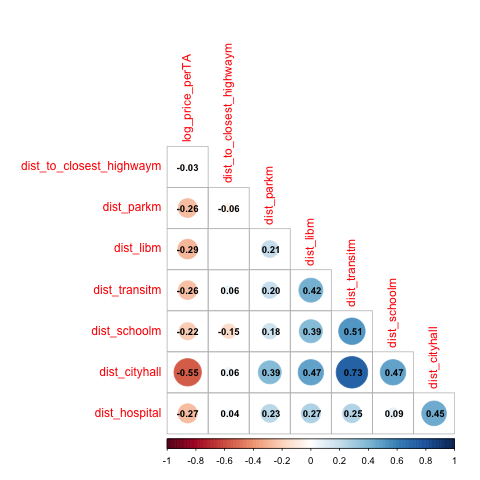 log_price_perTA
dist_to_closest_highwaym
dist_parkm
dist_libm
dist_transitm
dist_schoolm
dist_cityhall
dist_to_closest_highwaym -0.03
dist_parkm -0.26 -0.06
dist_libm -0.29 0.21
dist_transitm -0.26 0.06 0.20 0.42
dist_schoolm -0.22 -0.15 0.18 0.39 0.51
dist_cityhall -0.55 0.06 0.39 0.47 0.73 0.47
dist_hospital -0.27 0.04 0.23 0.27 0.25 0.09 0.45
-1 -0.8 -0.6 -0.4 -0.2 0 0.2 0.4 0.6 0.8 1